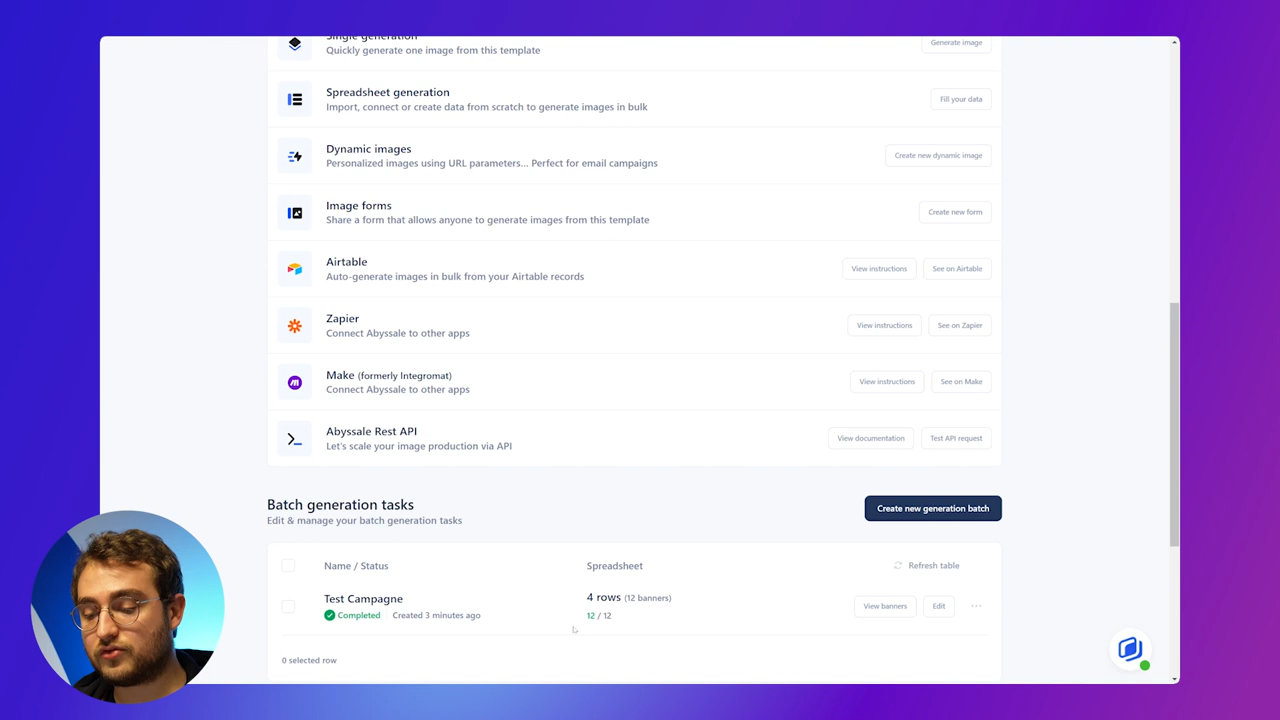 Single generation
Quickly generate one image from this template
Generate image
Spreadsheet generation
Import, connect or create data from scratch to generate images in bulk
Fill your data
Dynamic images
Personalized images using URL parameters... Perfect for email campaigns
Create new dynamic image
Image forms
Share a form that allows anyone to generate images from this template
Create new form
Airtable
Auto-generate images in bulk from your Airtable records
View instructions
See on Airtable
Zapier
Connect Abyssale to other apps
View instructions
See on Zapier
Make (formerly Integromat)
Connect Abyssale to other apps
View instructions
See on Make
Abyssale Rest API
Let's scale your image production via API
View documentation
Test API request
Batch generation tasks
Edit & manage your batch generation tasks
Create new generation batch
Name / Status
Spreadsheet
Refresh table
Test Campagne
4 rows (12 banners)
Completed
Created 3 minutes ago
12 / 12
View banners
Edit
0 selected row